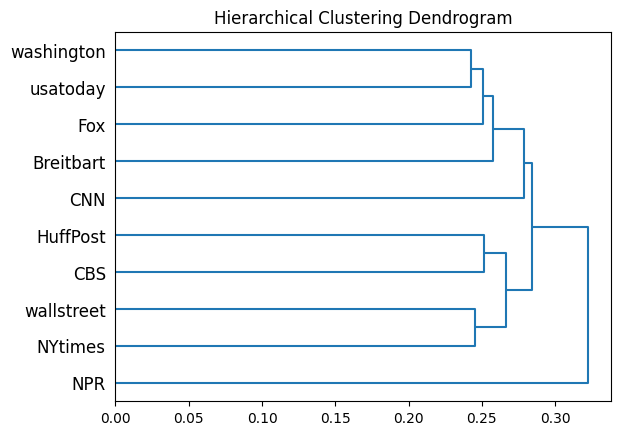 Hierarchical Clustering Dendrogram
washington
usatoday
Fox
Breitbart
CNN
HuffPost
CBS
wallstreet
NYtimes
NPR
0.00 0.05 0.10 0.15 0.20 0.25 0.30